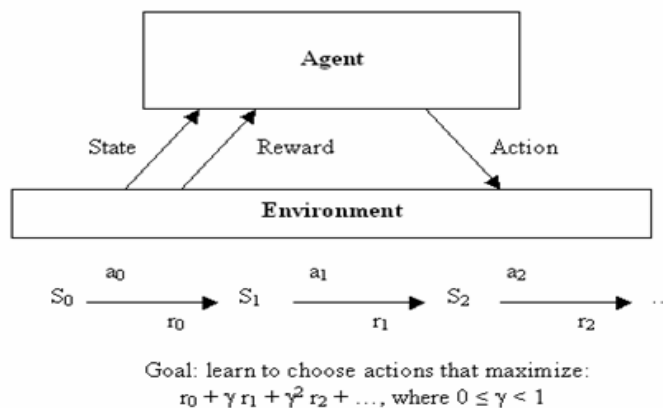 Agent
State
Reward
Action
Environment
a₀
a₁
a₂
S₀
S₁
S₂
...
r₀
r₁
r₂
Goal: learn to choose actions that maximize:
r₀ + γ r₁ + γ² r₂ + ..., where 0 ≤ γ < 1